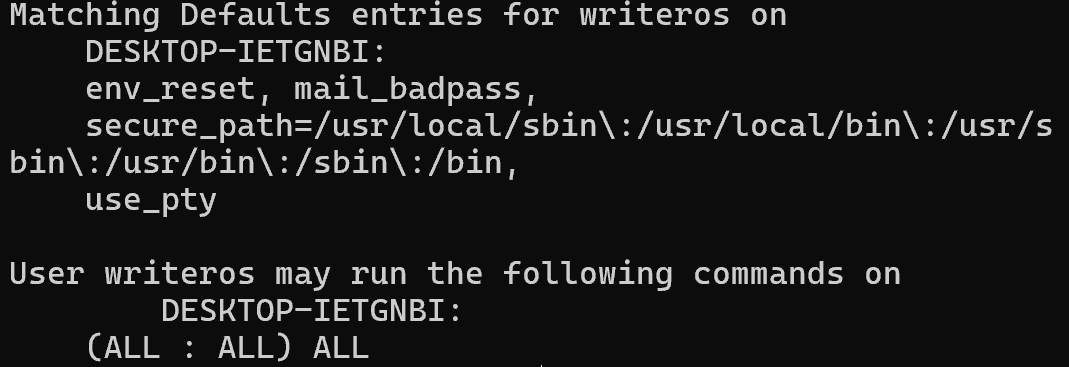 Matching Defaults entries for writeros on
    DESKTOP-IETGNBI:
    env_reset, mail_badpass,
    secure_path=/usr/local/sbin\:/usr/local/bin\:/usr/s
bin\:/usr/bin\:/sbin\:/bin,
    use_pty

User writeros may run the following commands on
        DESKTOP-IETGNBI:
    (ALL : ALL) ALL